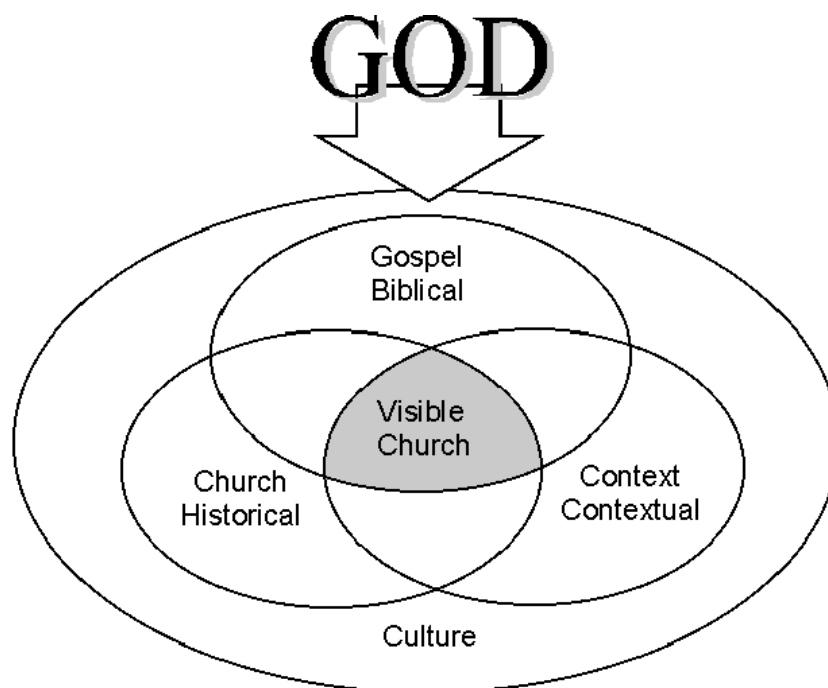 GOD
Gospel
Biblical
Visible
Church
Church
Historical
Context
Contextual
Culture